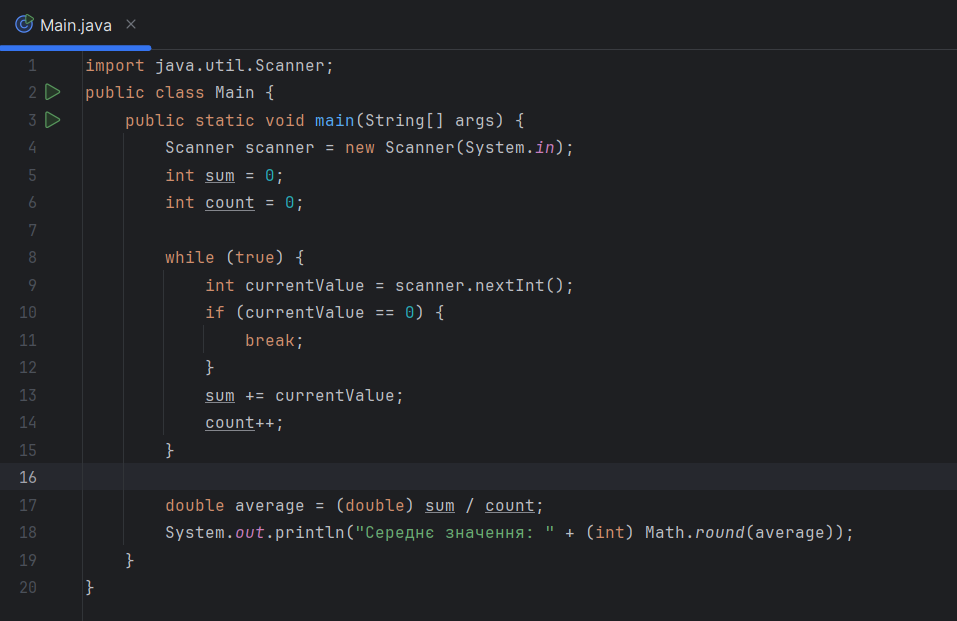 Main.java
1 import java.util.Scanner;
2 public class Main {
3 public static void main(String[] args) {
4 Scanner scanner = new Scanner(System.in);
5 int sum = 0;
6 int count = 0;
7
8 while (true) {
9 int currentValue = scanner.nextInt();
10 if (currentValue == 0) {
11 break;
12 }
13 sum += currentValue;
14 count++;
15 }
16
17 double average = (double) sum / count;
18 System.out.println("Середнє значення: " + (int) Math.round(average));
19 }
20 }